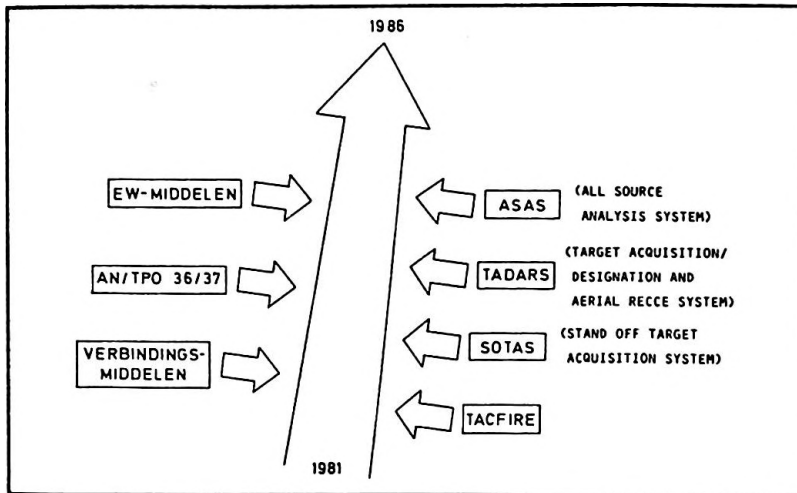 1986
EW-MIDDELEN
ASAS
(ALL SOURCE
ANALYSIS SYSTEM)
AN/TPO 36/37
TADARS
(TARGET ACQUISITION/
DESIGNATION AND
AERIAL RECCE SYSTEM)
VERBINDINGS-
MIDDELEN
SOTAS
(STAND OFF TARGET
ACQUISITION SYSTEM)
TACFIRE
1981